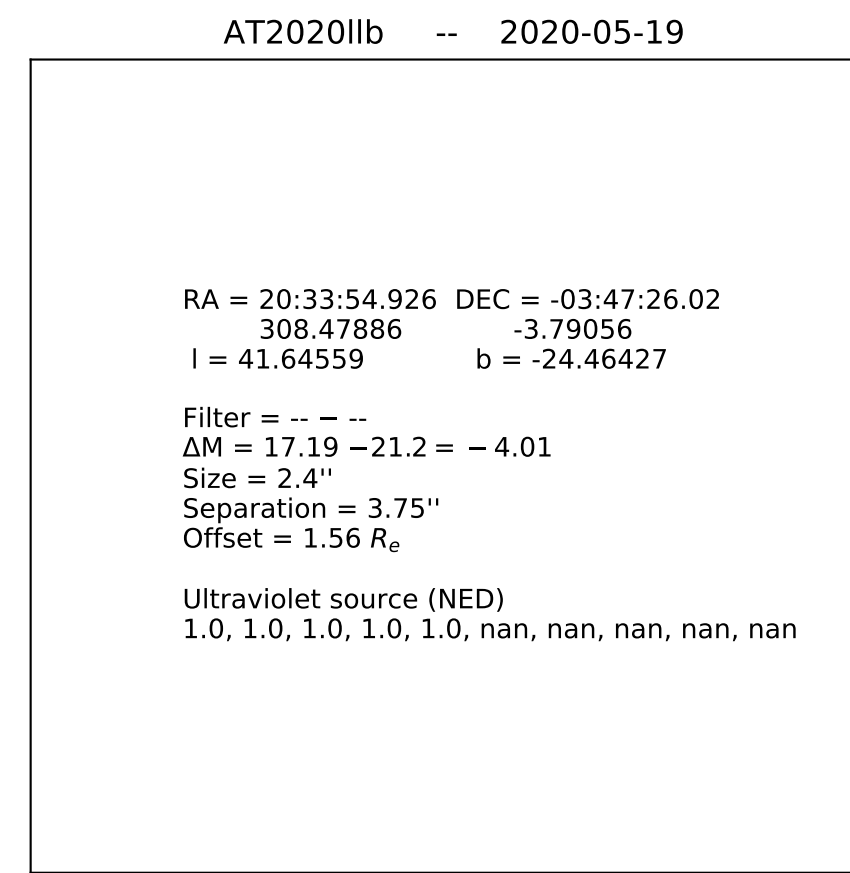 AT2020llb -- 2020-05-19
RA = 20:33:54.926 DEC = -03:47:26.02
308.47886 -3.79056
l = 41.64559 b = -24.46427
Filter = -- − --
ΔM = 17.19 −21.2 = −4.01
Size = 2.4''
Separation = 3.75''
Offset = 1.56 Rₑ
Ultraviolet source (NED)
1.0, 1.0, 1.0, 1.0, 1.0, nan, nan, nan, nan, nan